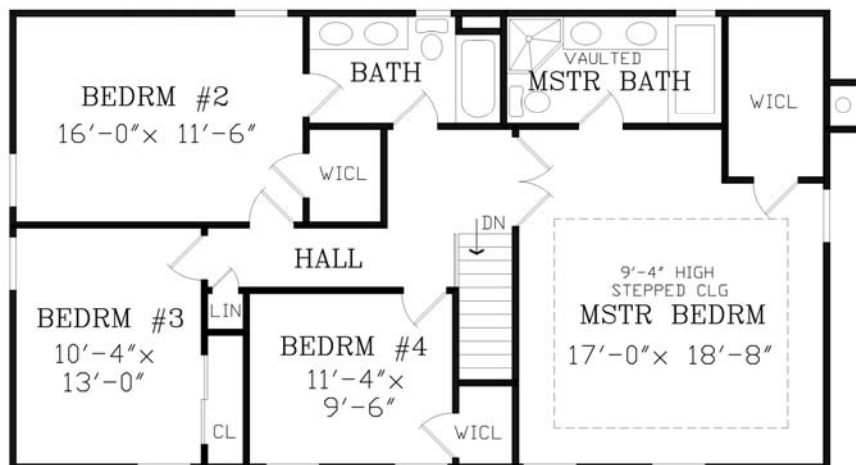 BEDRM #2
16'-0"× 11'-6"
BATH
VAULTED
MSTR BATH
WICL
WICL
DN
HALL
LIN
BEDRM #3
10'-4"×
13'-0"
CL
BEDRM #4
11'-4"×
9'-6"
WICL
9'-4" HIGH
STEPPED CLG
MSTR BEDRM
17'-0"× 18'-8"